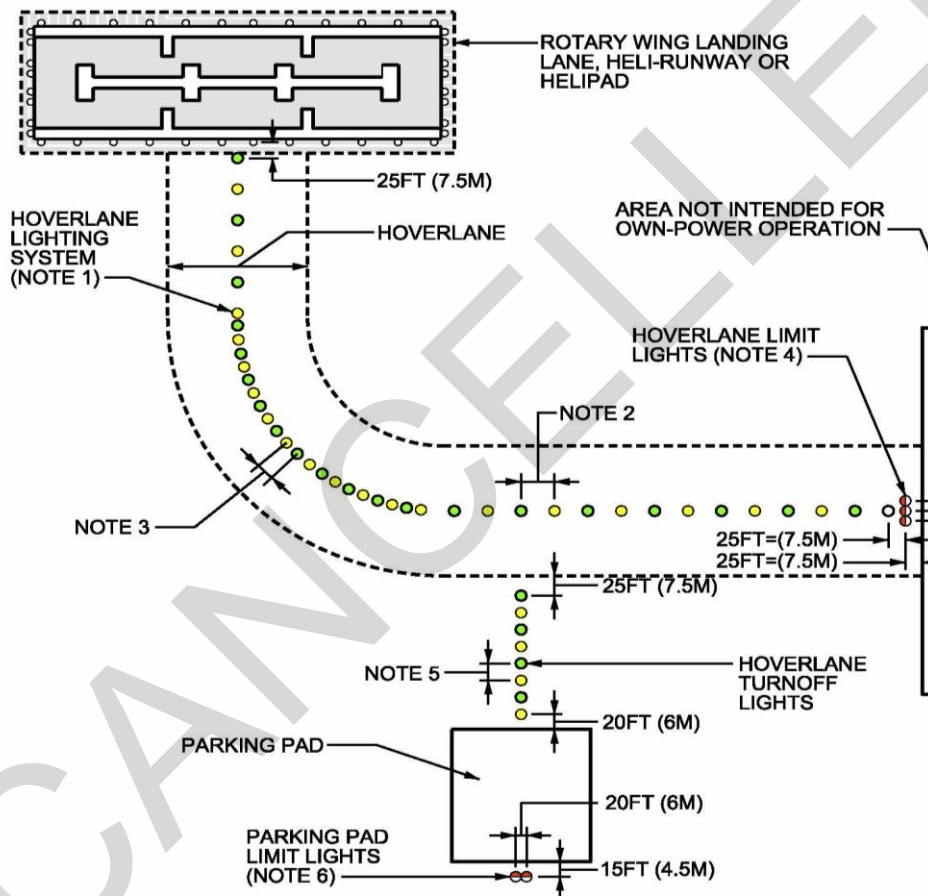 ROTARY WING LANDING
LANE, HELI-RUNWAY OR
HELIPAD
25FT (7.5M)
HOVERLANE
LIGHTING
SYSTEM
(NOTE 1)
HOVERLANE
AREA NOT INTENDED FOR
OWN-POWER OPERATION
HOVERLANE LIMIT
LIGHTS (NOTE 4)
NOTE 2
NOTE 3
25FT=(7.5M)
25FT=(7.5M)
25FT (7.5M)
NOTE 5
HOVERLANE
TURNOFF
LIGHTS
20FT (6M)
PARKING PAD
20FT (6M)
PARKING PAD
LIMIT LIGHTS
(NOTE 6)
15FT (4.5M)
CANCELLE